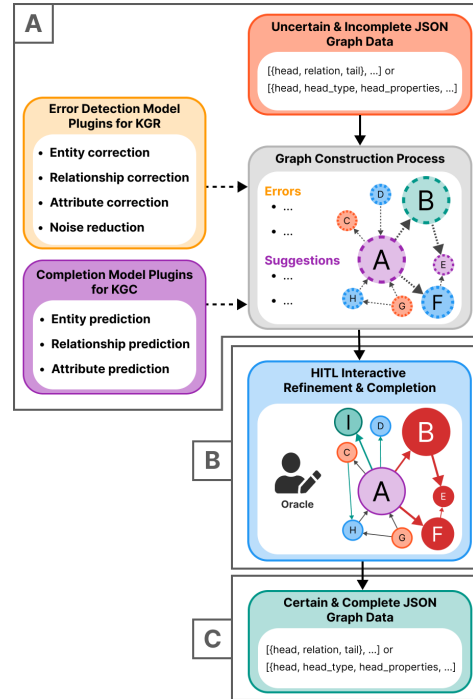 A
Uncertain & Incomplete JSON
Graph Data
[{head, relation, tail}, ...] or
[{head, head_type, head_properties, ...]
Error Detection Model
Plugins for KGR
• Entity correction
• Relationship correction
• Attribute correction
• Noise reduction
Completion Model Plugins
for KGC
• Entity prediction
• Relationship prediction
• Attribute prediction
Graph Construction Process
Errors
• ...
• ...
Suggestions
• ...
• ...
D
B
C
A
E
H
G
F
B
HITL Interactive
Refinement & Completion
Oracle
I
D
B
C
A
E
H
G
F
C
Certain & Complete JSON
Graph Data
[{head, relation, tail}, ...] or
[{head, head_type, head_properties, ...]